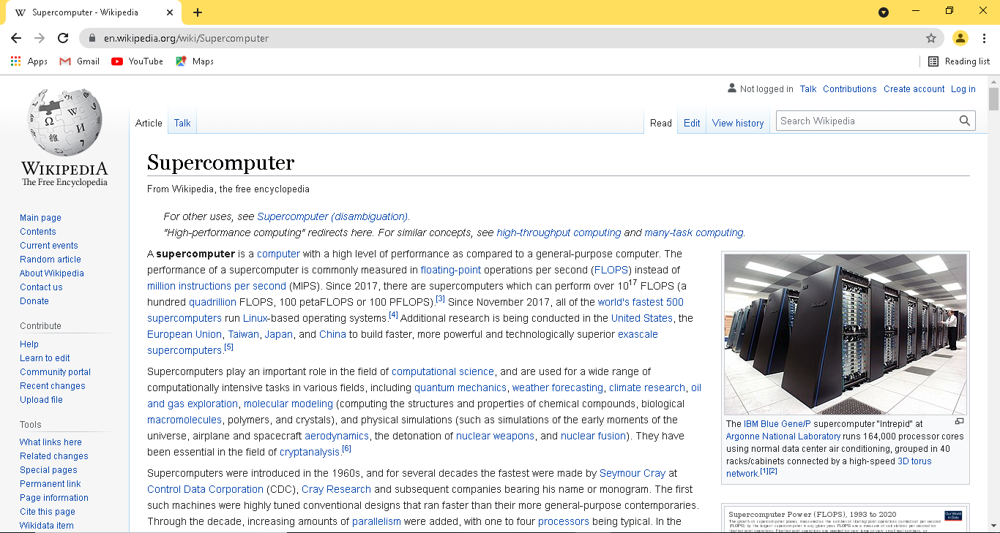 Supercomputer - Wikipedia
en.wikipedia.org/wiki/Supercomputer
Apps Gmail YouTube Maps Reading list
Not logged in Talk Contributions Create account Log in
Article Talk Read Edit View history Search Wikipedia
WIKIPEDIA
The Free Encyclopedia
Main page
Contents
Current events
Random article
About Wikipedia
Contact us
Donate
Contribute
Help
Learn to edit
Community portal
Recent changes
Upload file
Tools
What links here
Related changes
Special pages
Permanent link
Page information
Cite this page
Wikidata item
Supercomputer
From Wikipedia, the free encyclopedia
For other uses, see Supercomputer (disambiguation).
"High-performance computing" redirects here. For similar concepts, see high-throughput computing and many-task computing.
A supercomputer is a computer with a high level of performance as compared to a general-purpose computer. The
performance of a supercomputer is commonly measured in floating-point operations per second (FLOPS) instead of
million instructions per second (MIPS). Since 2017, there are supercomputers which can perform over 10¹⁷ FLOPS (a
hundred quadrillion FLOPS, 100 petaFLOPS or 100 PFLOPS).[3] Since November 2017, all of the world's fastest 500
supercomputers run Linux-based operating systems.[4] Additional research is being conducted in the United States, the
European Union, Taiwan, Japan, and China to build faster, more powerful and technologically superior exascale
supercomputers.[5]
Supercomputers play an important role in the field of computational science, and are used for a wide range of
computationally intensive tasks in various fields, including quantum mechanics, weather forecasting, climate research, oil
and gas exploration, molecular modeling (computing the structures and properties of chemical compounds, biological
macromolecules, polymers, and crystals), and physical simulations (such as simulations of the early moments of the
universe, airplane and spacecraft aerodynamics, the detonation of nuclear weapons, and nuclear fusion). They have
been essential in the field of cryptanalysis.[6]
Supercomputers were introduced in the 1960s, and for several decades the fastest were made by Seymour Cray at
Control Data Corporation (CDC), Cray Research and subsequent companies bearing his name or monogram. The first
such machines were highly tuned conventional designs that ran faster than their more general-purpose contemporaries.
Through the decade, increasing amounts of parallelism were added, with one to four processors being typical. In the
The IBM Blue Gene/P supercomputer "Intrepid" at
Argonne National Laboratory runs 164,000 processor cores
using normal data center air conditioning, grouped in 40
racks/cabinets connected by a high-speed 3D torus
network.[1][2]
Supercomputer Power (FLOPS), 1993 to 2020
Our World
in Data